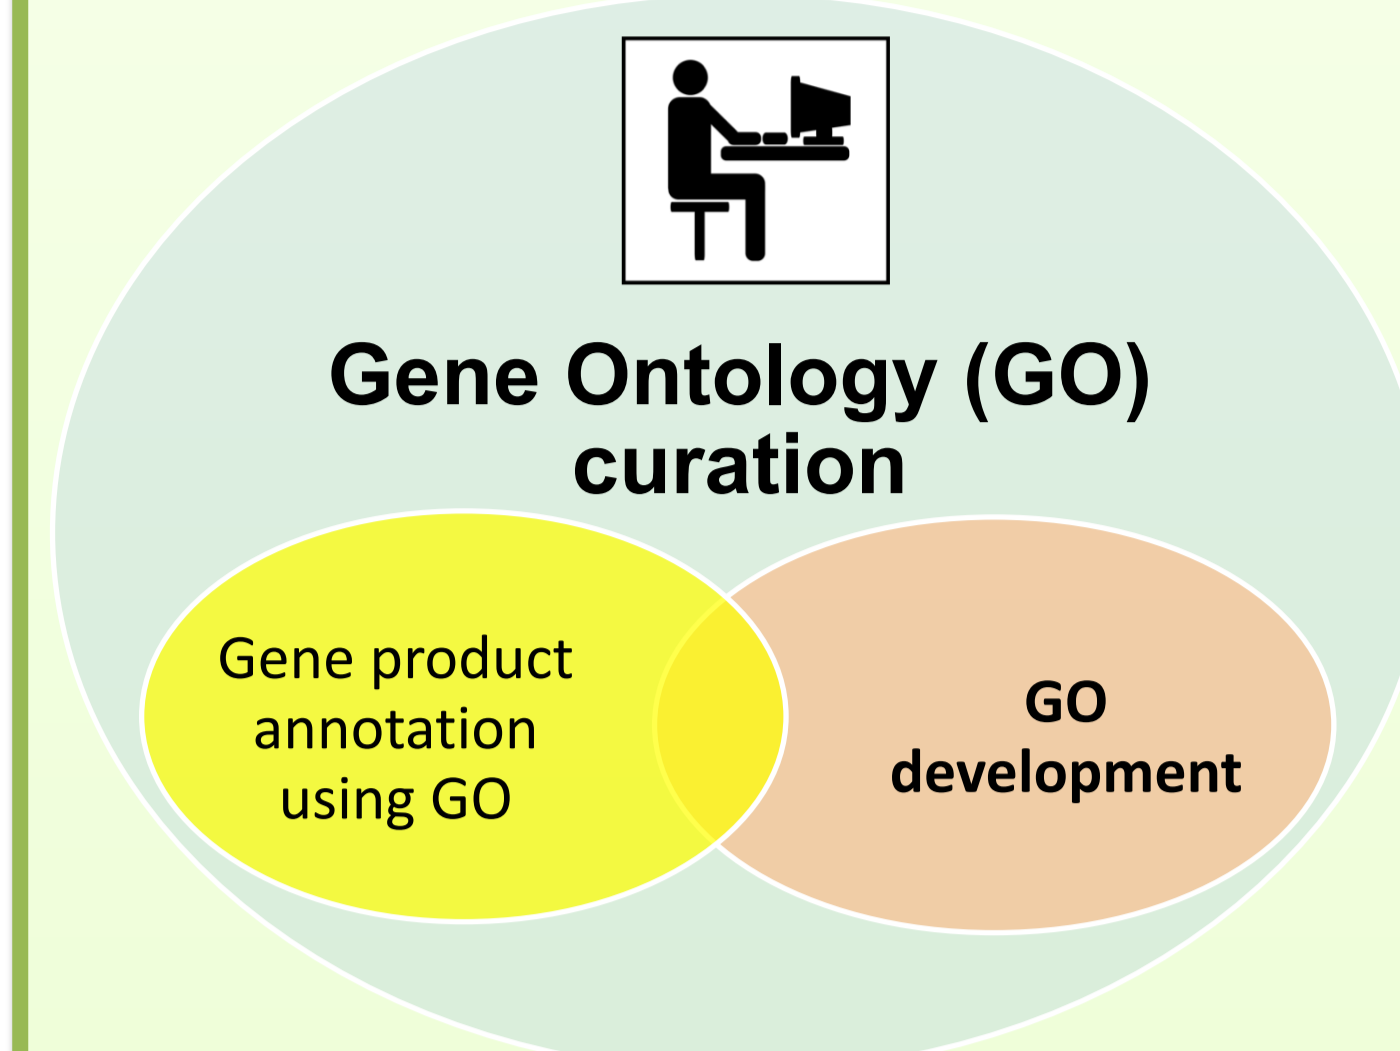 Gene Ontology (GO)
curation
Gene product
annotation
using GO
GO
development